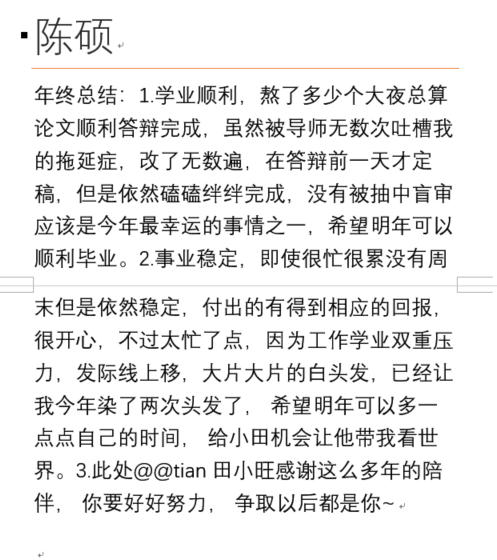 陈硕
年终总结：1.学业顺利，熬了多少个大夜总算
论文顺利答辩完成，虽然被导师无数次吐槽我
的拖延症，改了无数遍，在答辩前一天才定
稿，但是依然磕磕绊绊完成，没有被抽中盲审
应该是今年最幸运的事情之一，希望明年可以
顺利毕业。2.事业稳定，即使很忙很累没有周
末但是依然稳定，付出的有得到相应的回报，
很开心，不过太忙了点，因为工作学业双重压
力，发际线上移，大片大片的白头发，已经让
我今年染了两次头发了， 希望明年可以多一
点点自己的时间， 给小田机会让他带我看世
界。3.此处@@tian 田小旺感谢这么多年的陪
伴， 你要好好努力， 争取以后都是你~